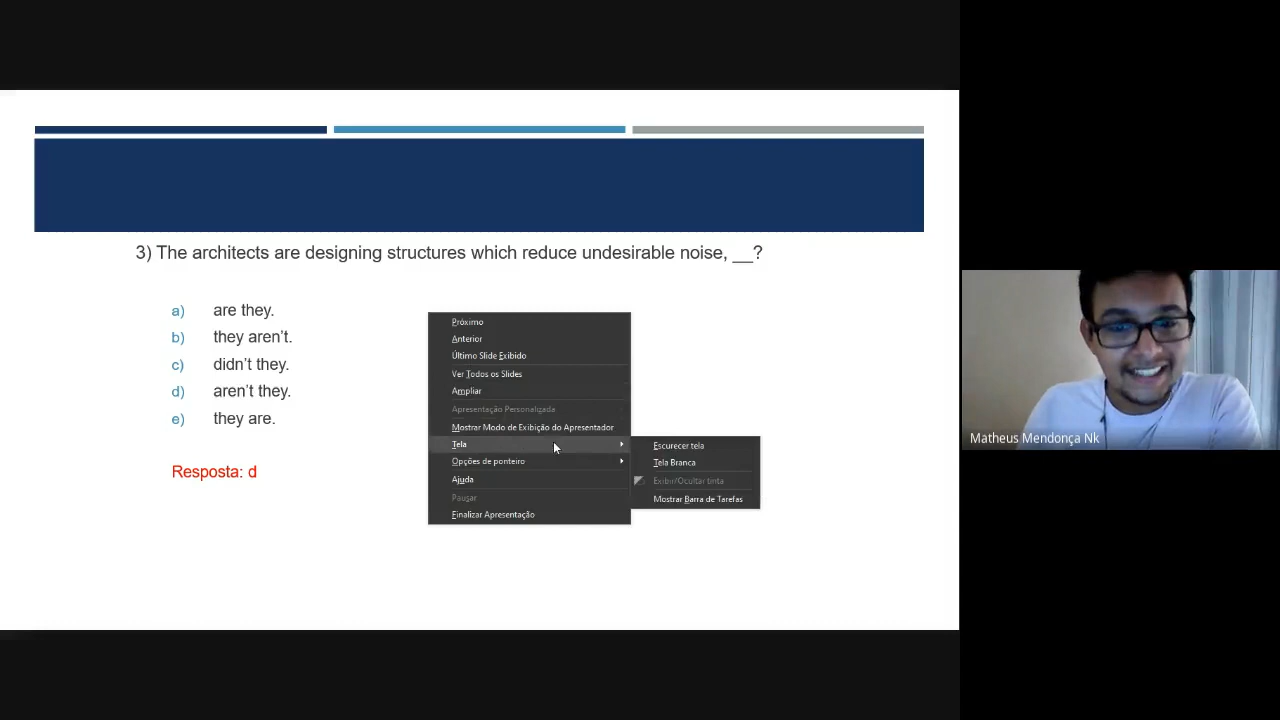 3) The architects are designing structures which reduce undesirable noise, __?
a) are they.
b) they aren't.
c) didn't they.
d) aren't they.
e) they are.
Resposta: d
Próximo
Anterior
Último Slide Exibido
Ver Todos os Slides
Ampliar
Apresentação Personalizada
Mostrar Modo de Exibição do Apresentador
Tela
Opções de ponteiro
Ajuda
Pausar
Finalizar Apresentação
Escurecer tela
Tela Branca
Exibir/Ocultar tinta
Mostrar Barra de Tarefas
Matheus Mendonça Nk